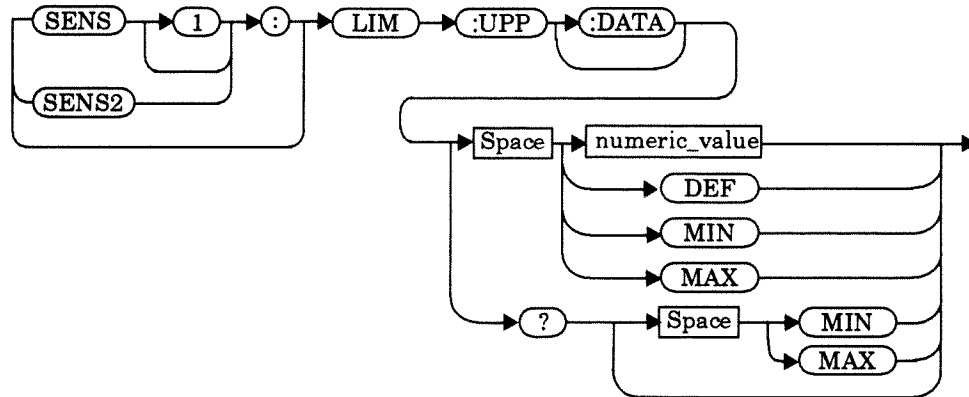 SENS 1 : LIM :UPP :DATA
SENS2
Space numeric_value
DEF
MIN
MAX
? Space MIN
MAX